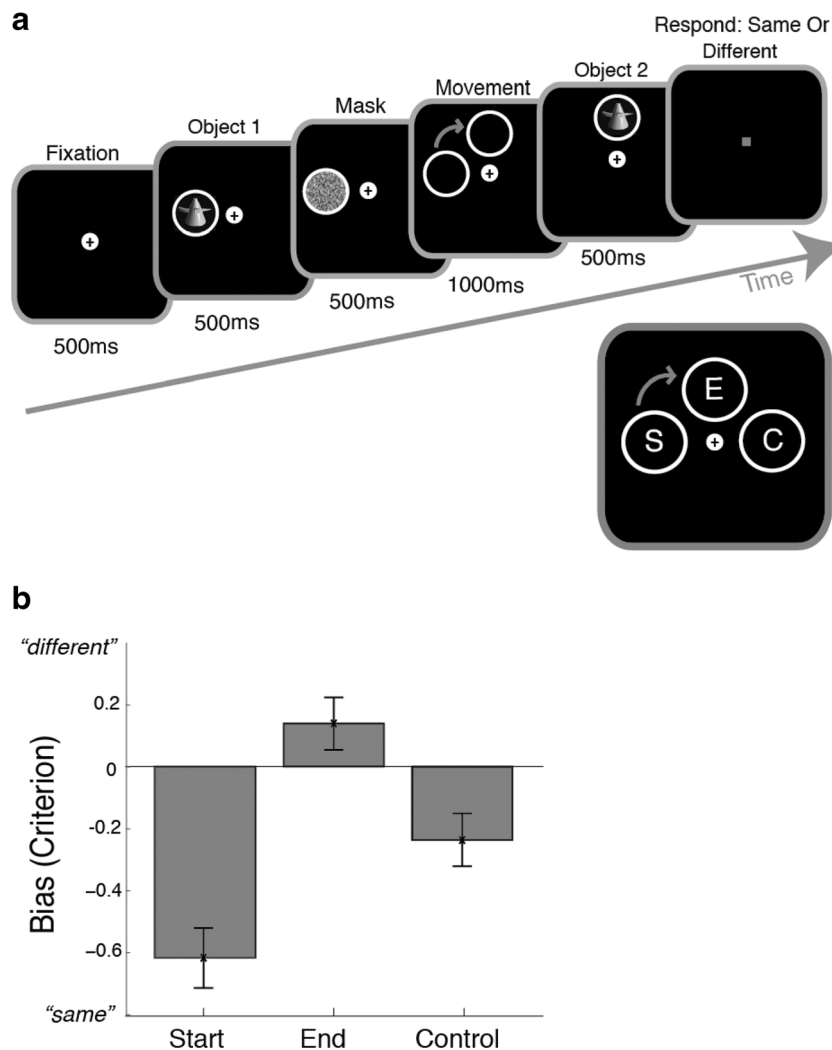 a
Respond: Same Or
Different
Object 2
Movement
Mask
Object 1
Fixation
+
+
+
+
+
500ms
500ms
500ms
1000ms
500ms
Time
E
S
+
C
b
"different"
0.2
0
-0.2
-0.4
-0.6
"same"
Bias (Criterion)
Start
End
Control